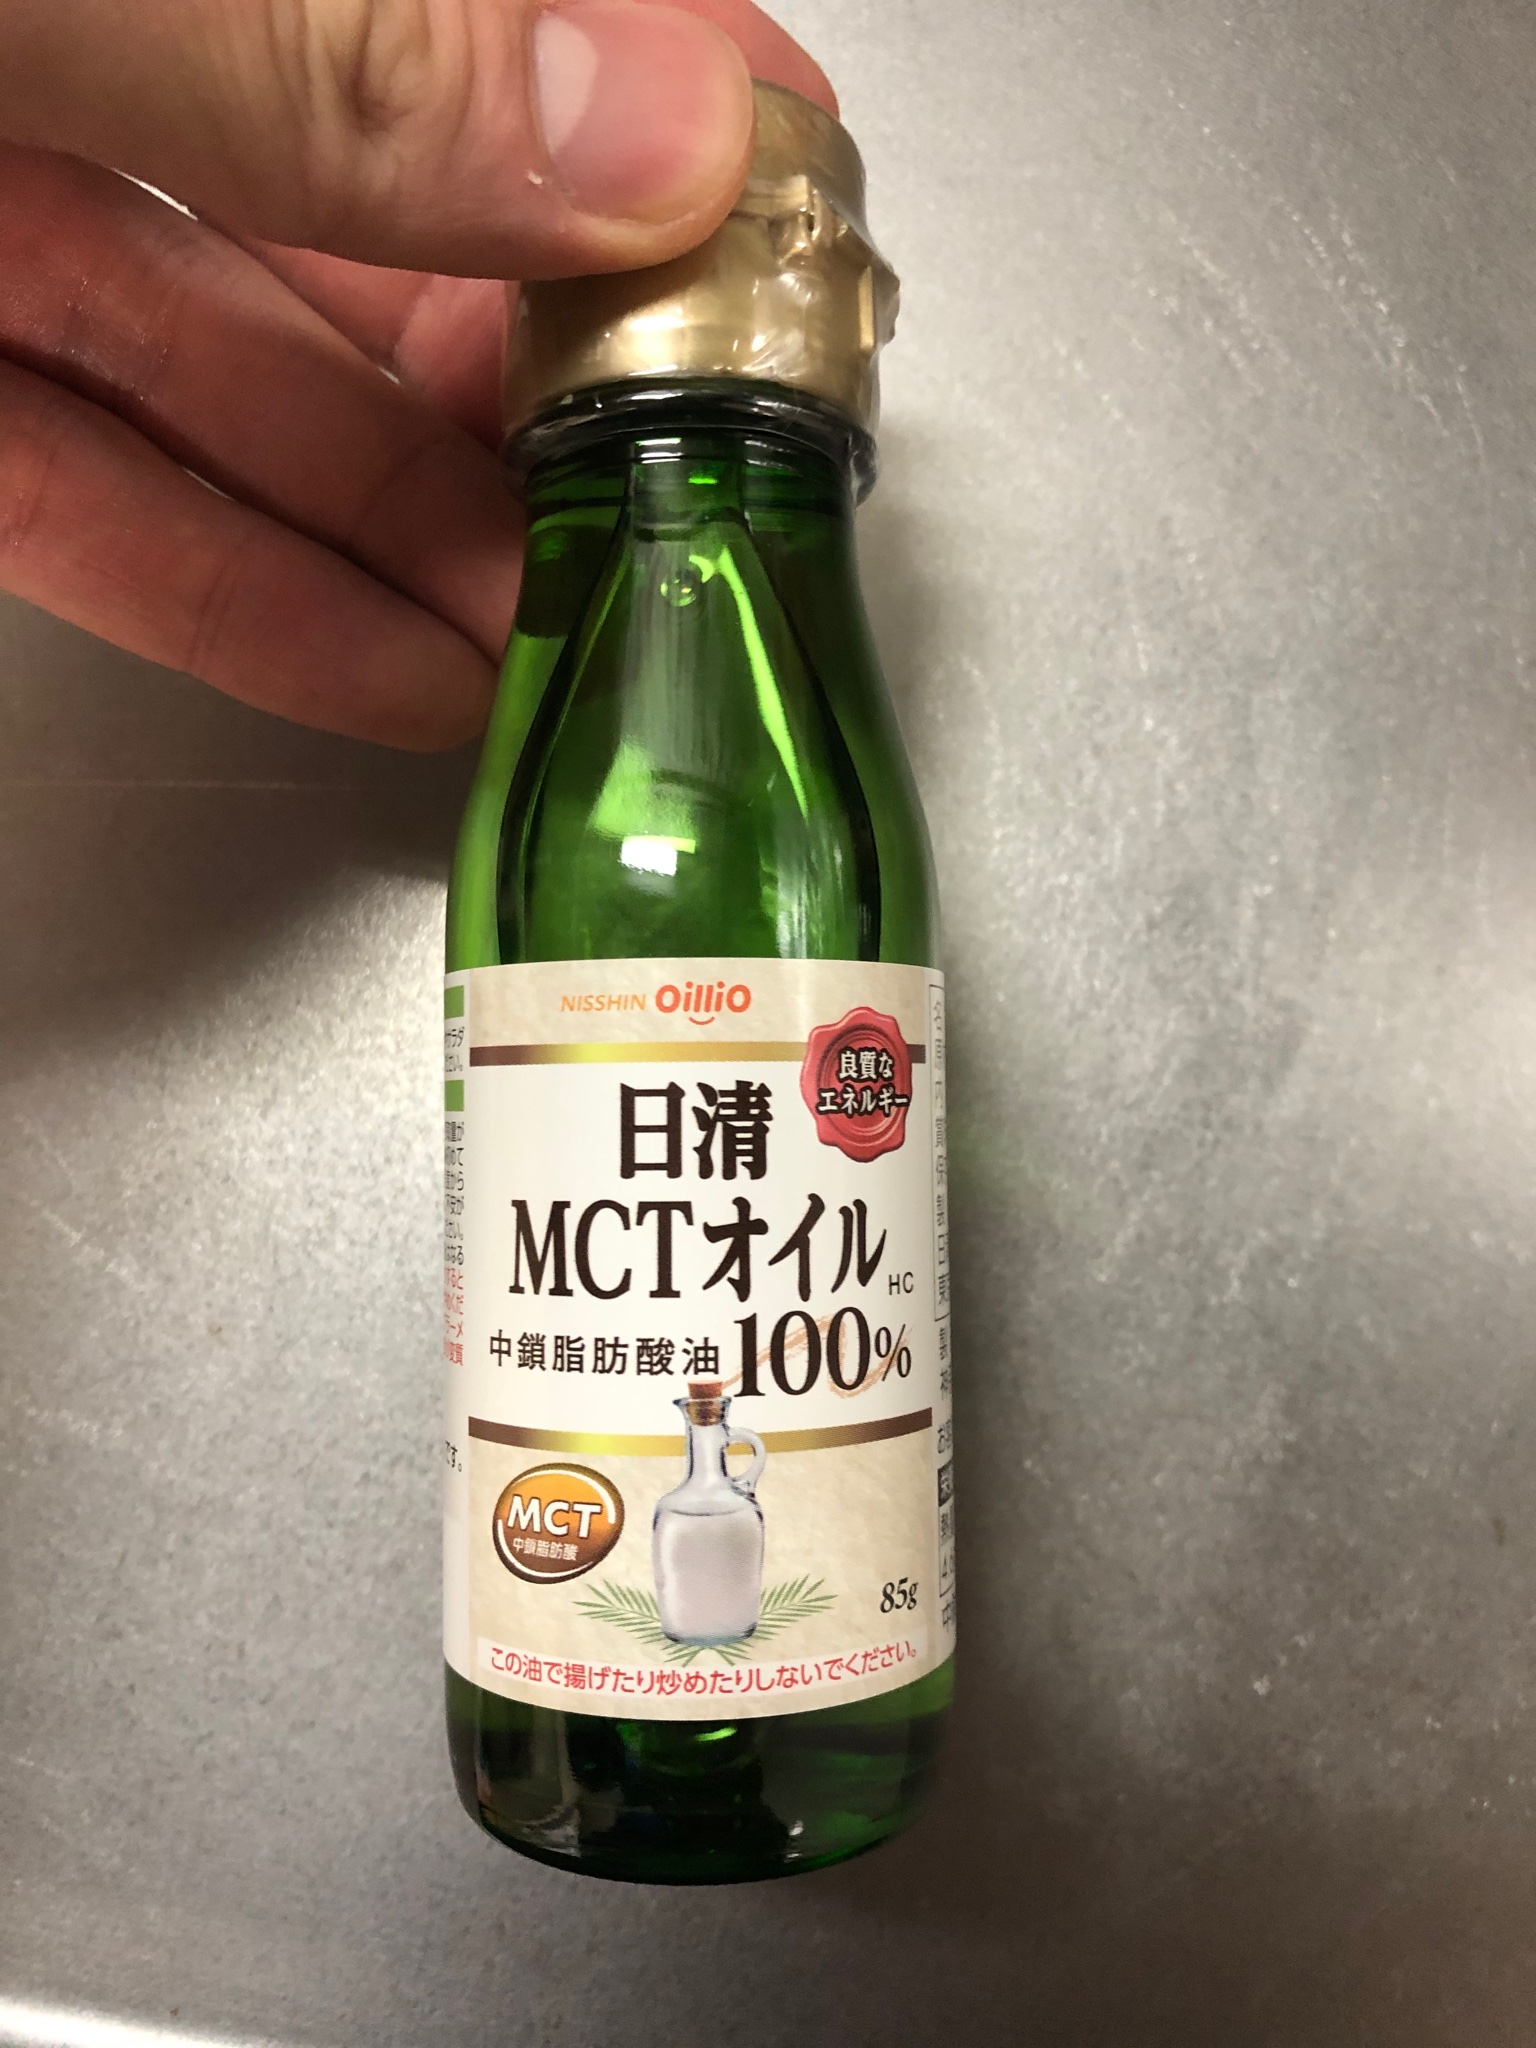 NISSHIN OilliO
良質な
エネルギー
日清
MCTオイル HC
中鎖脂肪酸油100%
MCT
中鎖脂肪酸
85g
この油で揚げたり炒めたりしないでください。